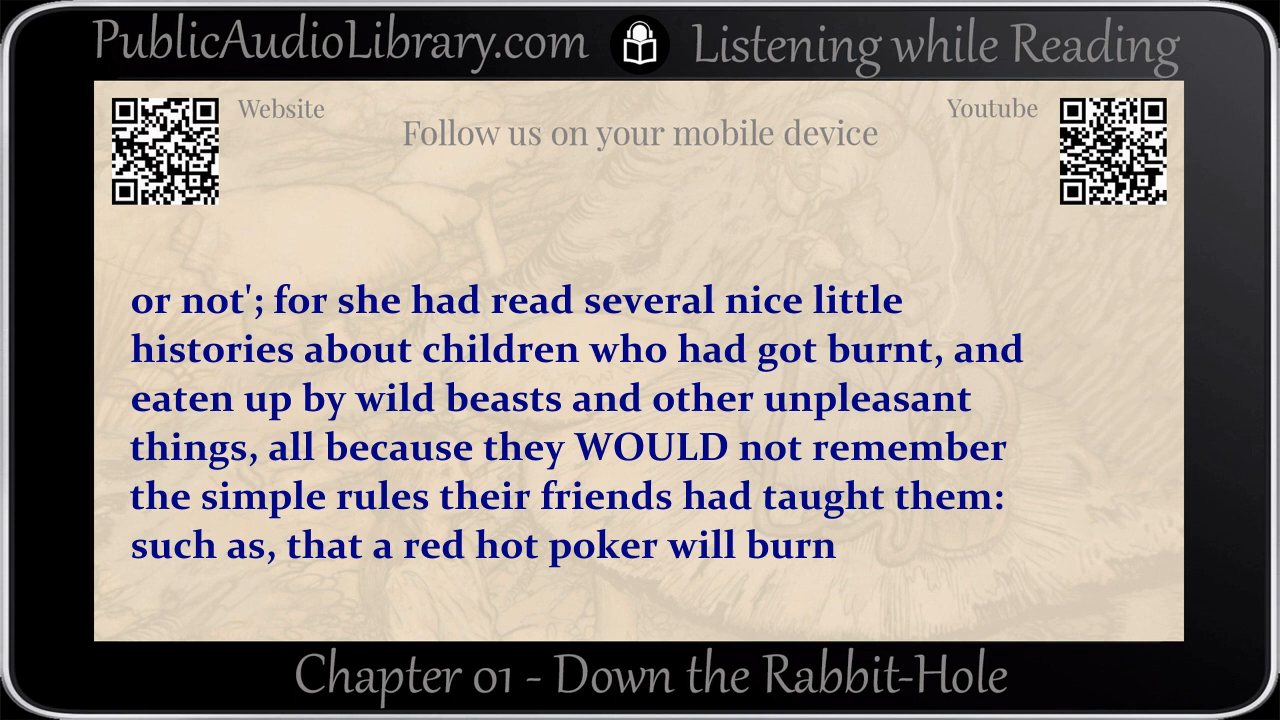 PublicAudioLibrary.com Listening while Reading
Website
Youtube
Follow us on your mobile device
or not'; for she had read several nice little
histories about children who had got burnt, and
eaten up by wild beasts and other unpleasant
things, all because they WOULD not remember
the simple rules their friends had taught them:
such as, that a red hot poker will burn
Chapter 01 - Down the Rabbit-Hole